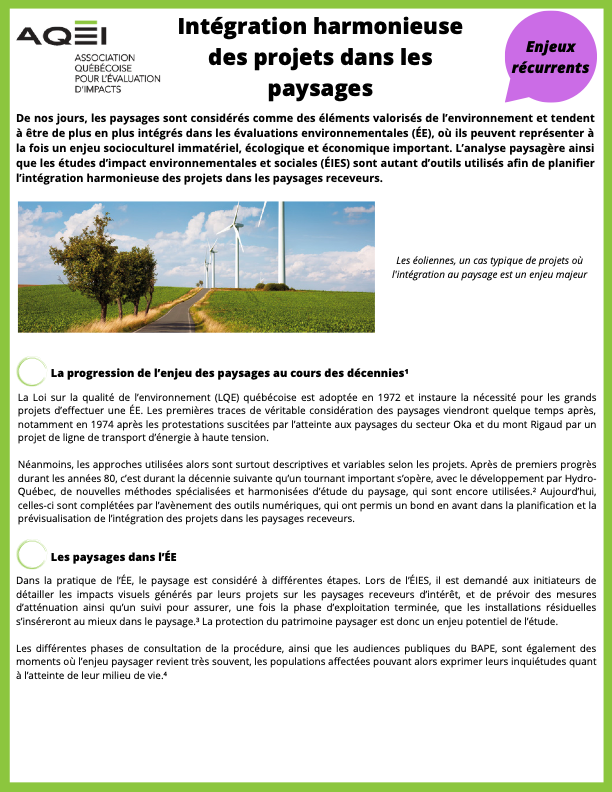 AQEI
ASSOCIATION
QUÉBÉCOISE
POUR L'ÉVALUATION
D'IMPACTS
Intégration harmonieuse
des projets dans les
paysages
Enjeux
récurrents
De nos jours, les paysages sont considérés comme des éléments valorisés de l'environnement et tendent
à être de plus en plus intégrés dans les évaluations environnementales (ÉE), où ils peuvent représenter à
la fois un enjeu socioculturel immatériel, écologique et économique important. L'analyse paysagère ainsi
que les études d'impact environnementales et sociales (ÉIES) sont autant d'outils utilisés afin de planifier
l'intégration harmonieuse des projets dans les paysages receveurs.
Les éoliennes, un cas typique de projets où
l'intégration au paysage est un enjeu majeur
La progression de l'enjeu des paysages au cours des décennies¹
La Loi sur la qualité de l'environnement (LQE) québécoise est adoptée en 1972 et instaure la nécessité pour les grands
projets d'effectuer une ÉE. Les premières traces de véritable considération des paysages viendront quelque temps après,
notamment en 1974 après les protestations suscitées par l'atteinte aux paysages du secteur Oka et du mont Rigaud par un
projet de ligne de transport d'énergie à haute tension.
Néanmoins, les approches utilisées alors sont surtout descriptives et variables selon les projets. Après de premiers progrès
durant les années 80, c'est durant la décennie suivante qu'un tournant important s'opère, avec le développement par Hydro-
Québec, de nouvelles méthodes spécialisées et harmonisées d'étude du paysage, qui sont encore utilisées.² Aujourd'hui,
celles-ci sont complétées par l'avènement des outils numériques, qui ont permis un bond en avant dans la planification et la
prévisualisation de l'intégration des projets dans les paysages receveurs.
Les paysages dans l'ÉE
Dans la pratique de l'ÉE, le paysage est considéré à différentes étapes. Lors de l'ÉIES, il est demandé aux initiateurs de
détailler les impacts visuels générés par leurs projets sur les paysages receveurs d'intérêt, et de prévoir des mesures
d'atténuation ainsi qu'un suivi pour assurer, une fois la phase d'exploitation terminée, que les installations résiduelles
s'inséreront au mieux dans le paysage.³ La protection du patrimoine paysager est donc un enjeu potentiel de l'étude.
Les différentes phases de consultation de la procédure, ainsi que les audiences publiques du BAPE, sont également des
moments où l'enjeu paysager revient très souvent, les populations affectées pouvant alors exprimer leurs inquiétudes quant
à l'atteinte de leur milieu de vie.⁴